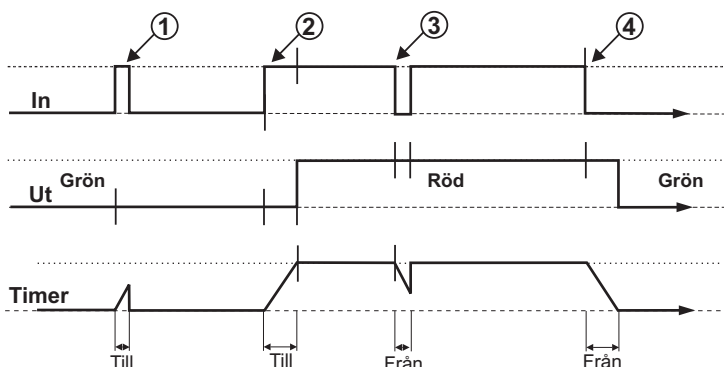 1 2 3 4
In
Grön Röd Grön
Ut
Timer
Till Till Från Från